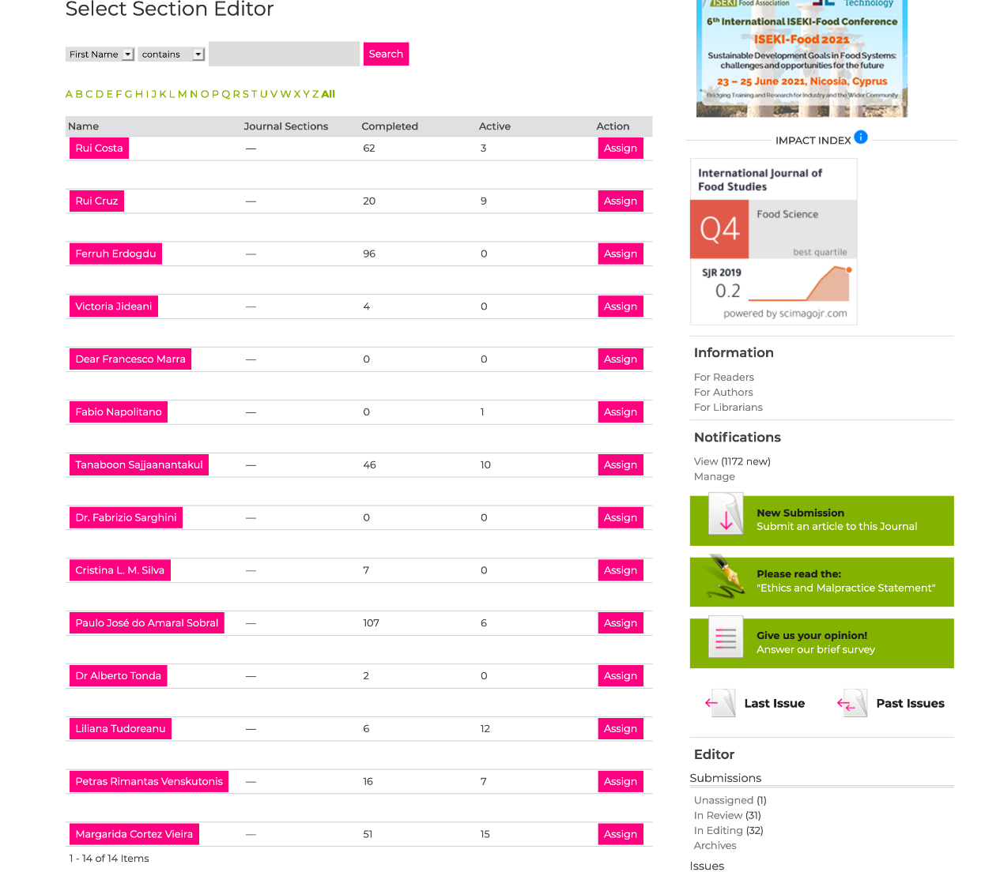 Select Section Editor
First Name contains Search
A B C D E F G H I J K L M N O P Q R S T U V W X Y Z All
Name Journal Sections Completed Active Action
Rui Costa — 62 3 Assign
Rui Cruz — 20 9 Assign
Ferruh Erdogdu — 96 0 Assign
Victoria Jideani — 4 0 Assign
Dear Francesco Marra — 0 0 Assign
Fabio Napolitano — 0 1 Assign
Tanaboon Sajjaanantakul — 46 10 Assign
Dr. Fabrizio Sarghini — 0 0 Assign
Cristina L. M. Silva — 7 0 Assign
Paulo José do Amaral Sobral — 107 6 Assign
Dr Alberto Tonda — 2 0 Assign
Liliana Tudoreanu — 6 12 Assign
Petras Rimantas Venskutonis — 16 7 Assign
Margarida Cortez Vieira — 51 15 Assign
1 - 14 of 14 Items
ISEKI Food Association Technology
6th International ISEKI-Food Conference
ISEKI-Food 2021
Sustainable Development Goals in Food Systems:
challenges and opportunities for the future
23 – 25 June 2021, Nicosia, Cyprus
Bridging Training and Research for Industry and the Wider Community
IMPACT INDEX i
International Journal of
Food Studies
Q4 Food Science
best quartile
SJR 2019
0.2
powered by scimagojr.com
Information
For Readers
For Authors
For Librarians
Notifications
View (1172 new)
Manage
New Submission
Submit an article to this Journal
Please read the:
"Ethics and Malpractice Statement"
Give us your opinion!
Answer our brief survey
Last Issue Past Issues
Editor
Submissions
Unassigned (1)
In Review (31)
In Editing (32)
Archives
Issues